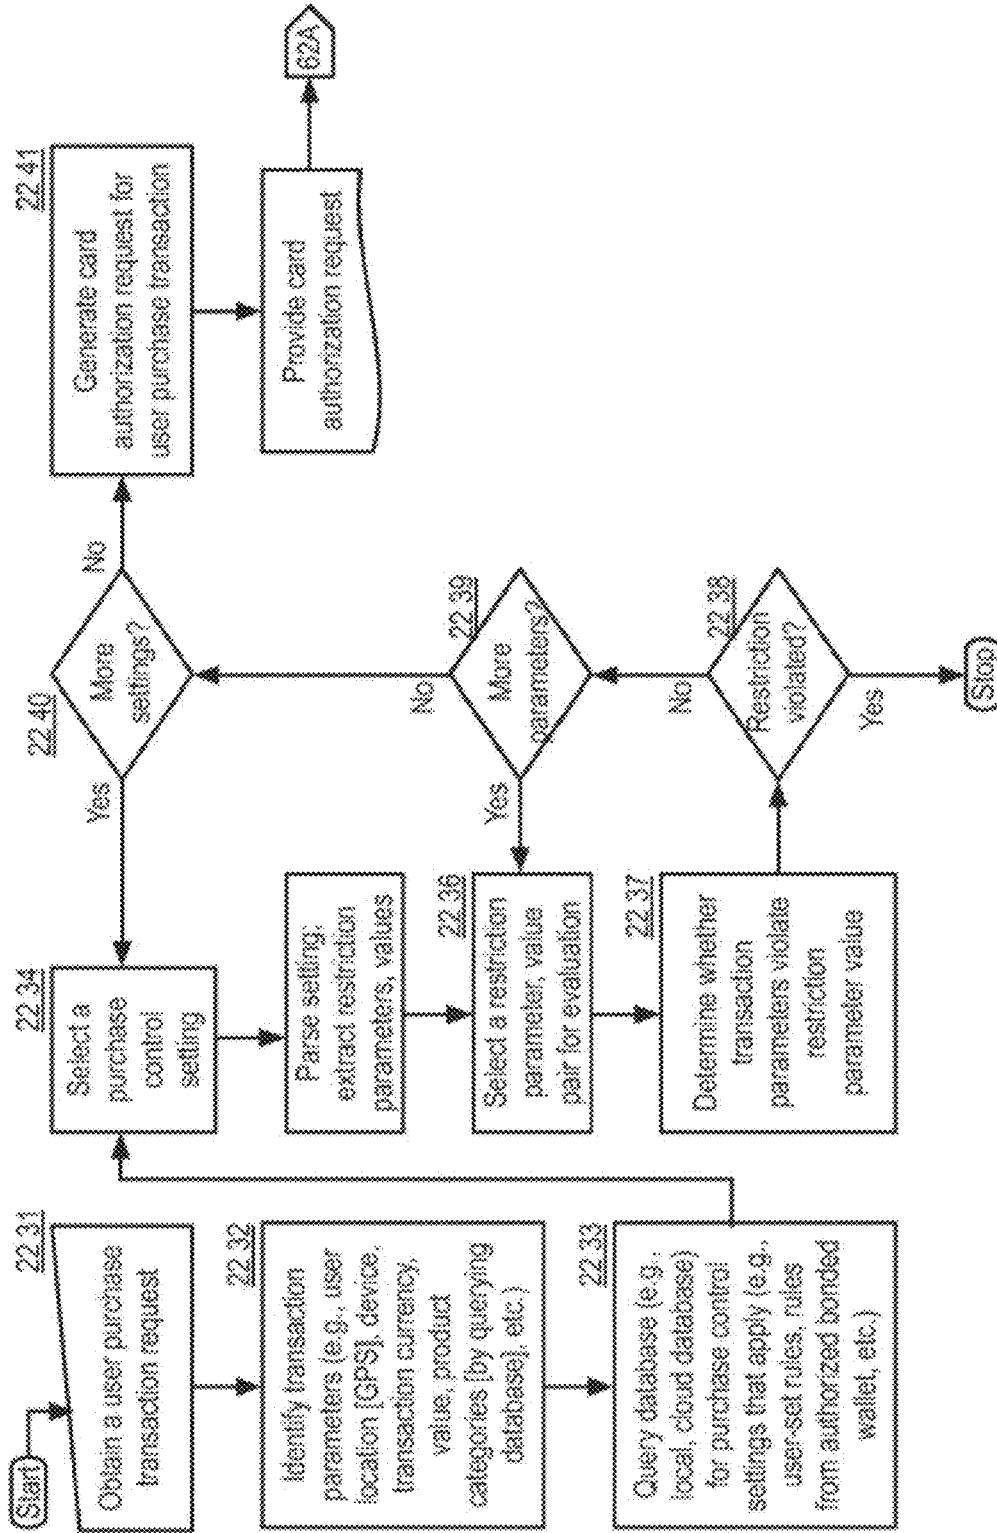 Start
22 31
Obtain a user purchase
transaction request
22 32
Identify transaction
parameters (e.g., user
location [GPS], device,
transaction currency,
value, product
categories [by querying
database], etc.)
22 33
Query database (e.g.,
local, cloud database)
for purchase control
settings that apply (e.g.,
user-set rules, rules
from authorized bonded
wallet, etc.)
22 34
Select a
purchase
control
setting
Parse setting;
extract restriction
parameters, values
22 36
Select a restriction
parameter, value
pair for evaluation
22 37
Determine whether
transaction
parameters violate
restriction
parameter value
22 38
Restriction
violated?
Yes
Stop
No
22 39
More
parameters?
Yes
No
22 40
More
settings?
Yes
No
22 41
Generate card
authorization request for
user purchase transaction
Provide card
authorization request
62A